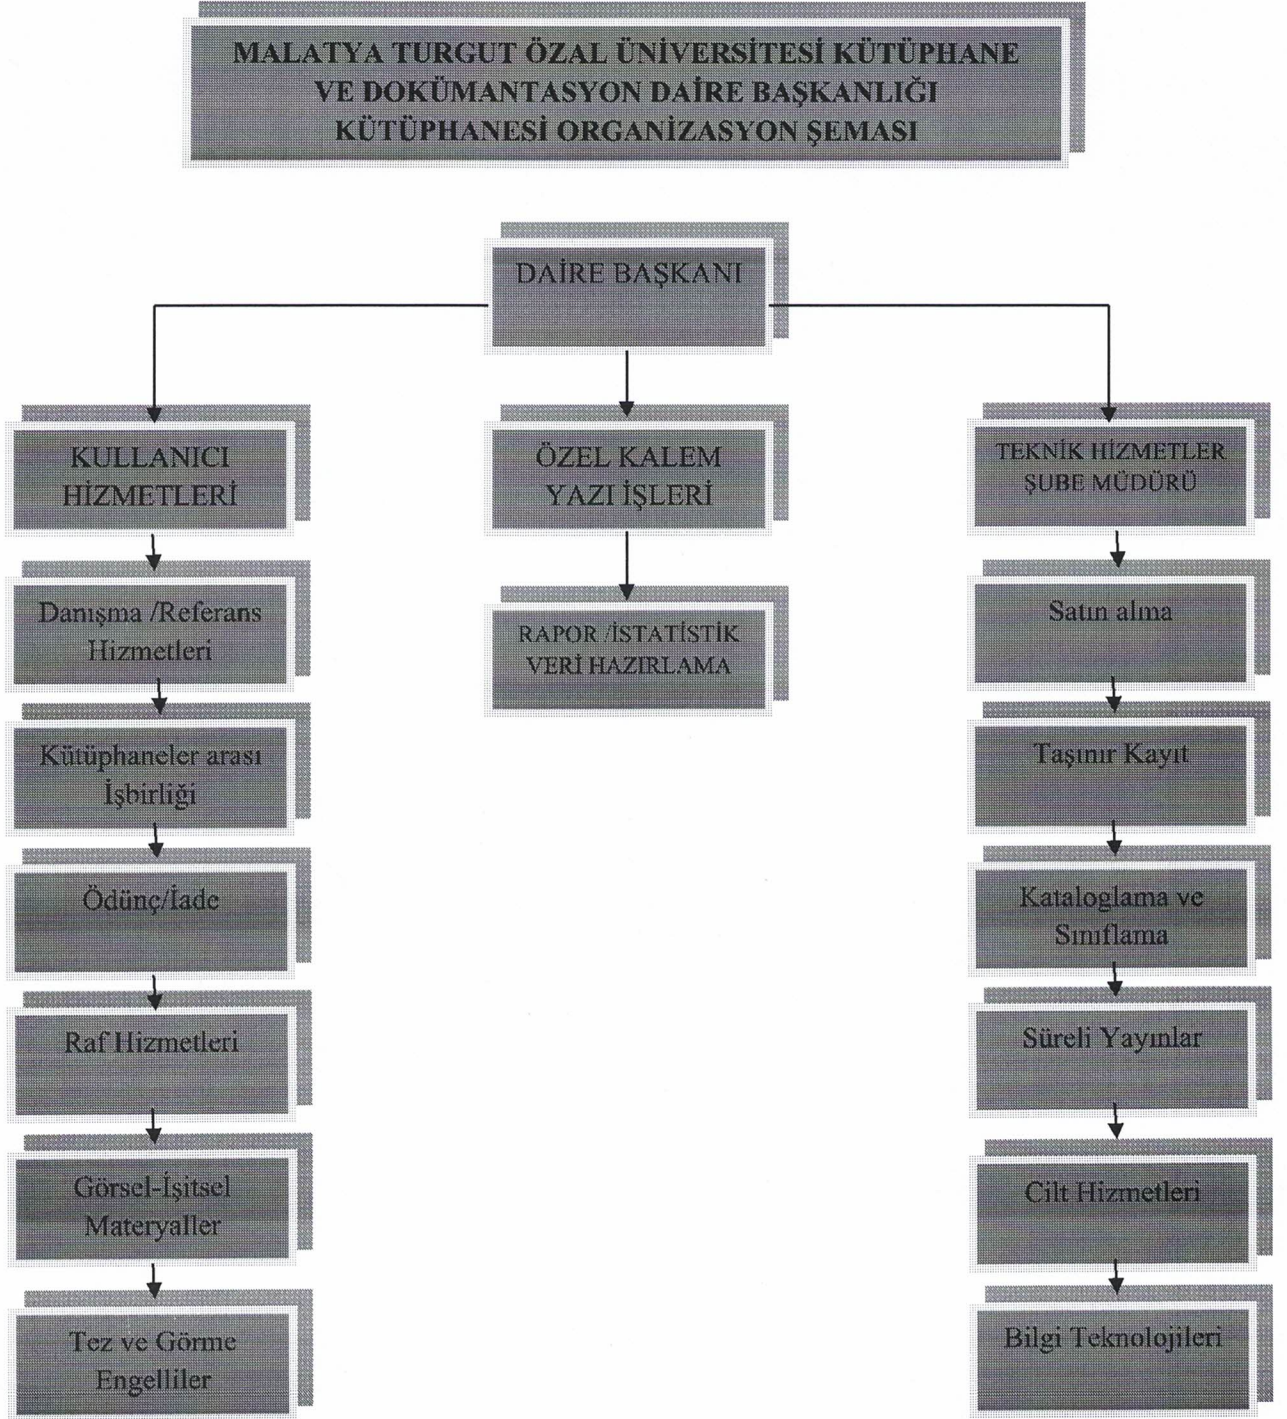 MALATYA TURGUT ÖZAL ÜNİVERSİTESİ KÜTÜPHANE
VE DOKÜMANTASYON DAİRE BAŞKANLIĞI
KÜTÜPHANESİ ORGANİZASYON ŞEMASI
DAİRE BAŞKANI
KULLANICI
HİZMETLERİ
Danışma /Referans
Hizmetleri
Kütüphaneler arası
İşbirliği
Ödünç/İade
Raf Hizmetleri
Görsel-İşitsel
Materyaller
Tez ve Görme
Engelliler
ÖZEL KALEM
YAZI İŞLERİ
RAPOR /İSTATİSTİK
VERİ HAZIRLAMA
TEKNİK HİZMETLER
ŞUBE MÜDÜRÜ
Satın alma
Taşınır Kayıt
Kataloglama ve
Sınıflama
Süreli Yayınlar
Cilt Hizmetleri
Bilgi Teknolojileri